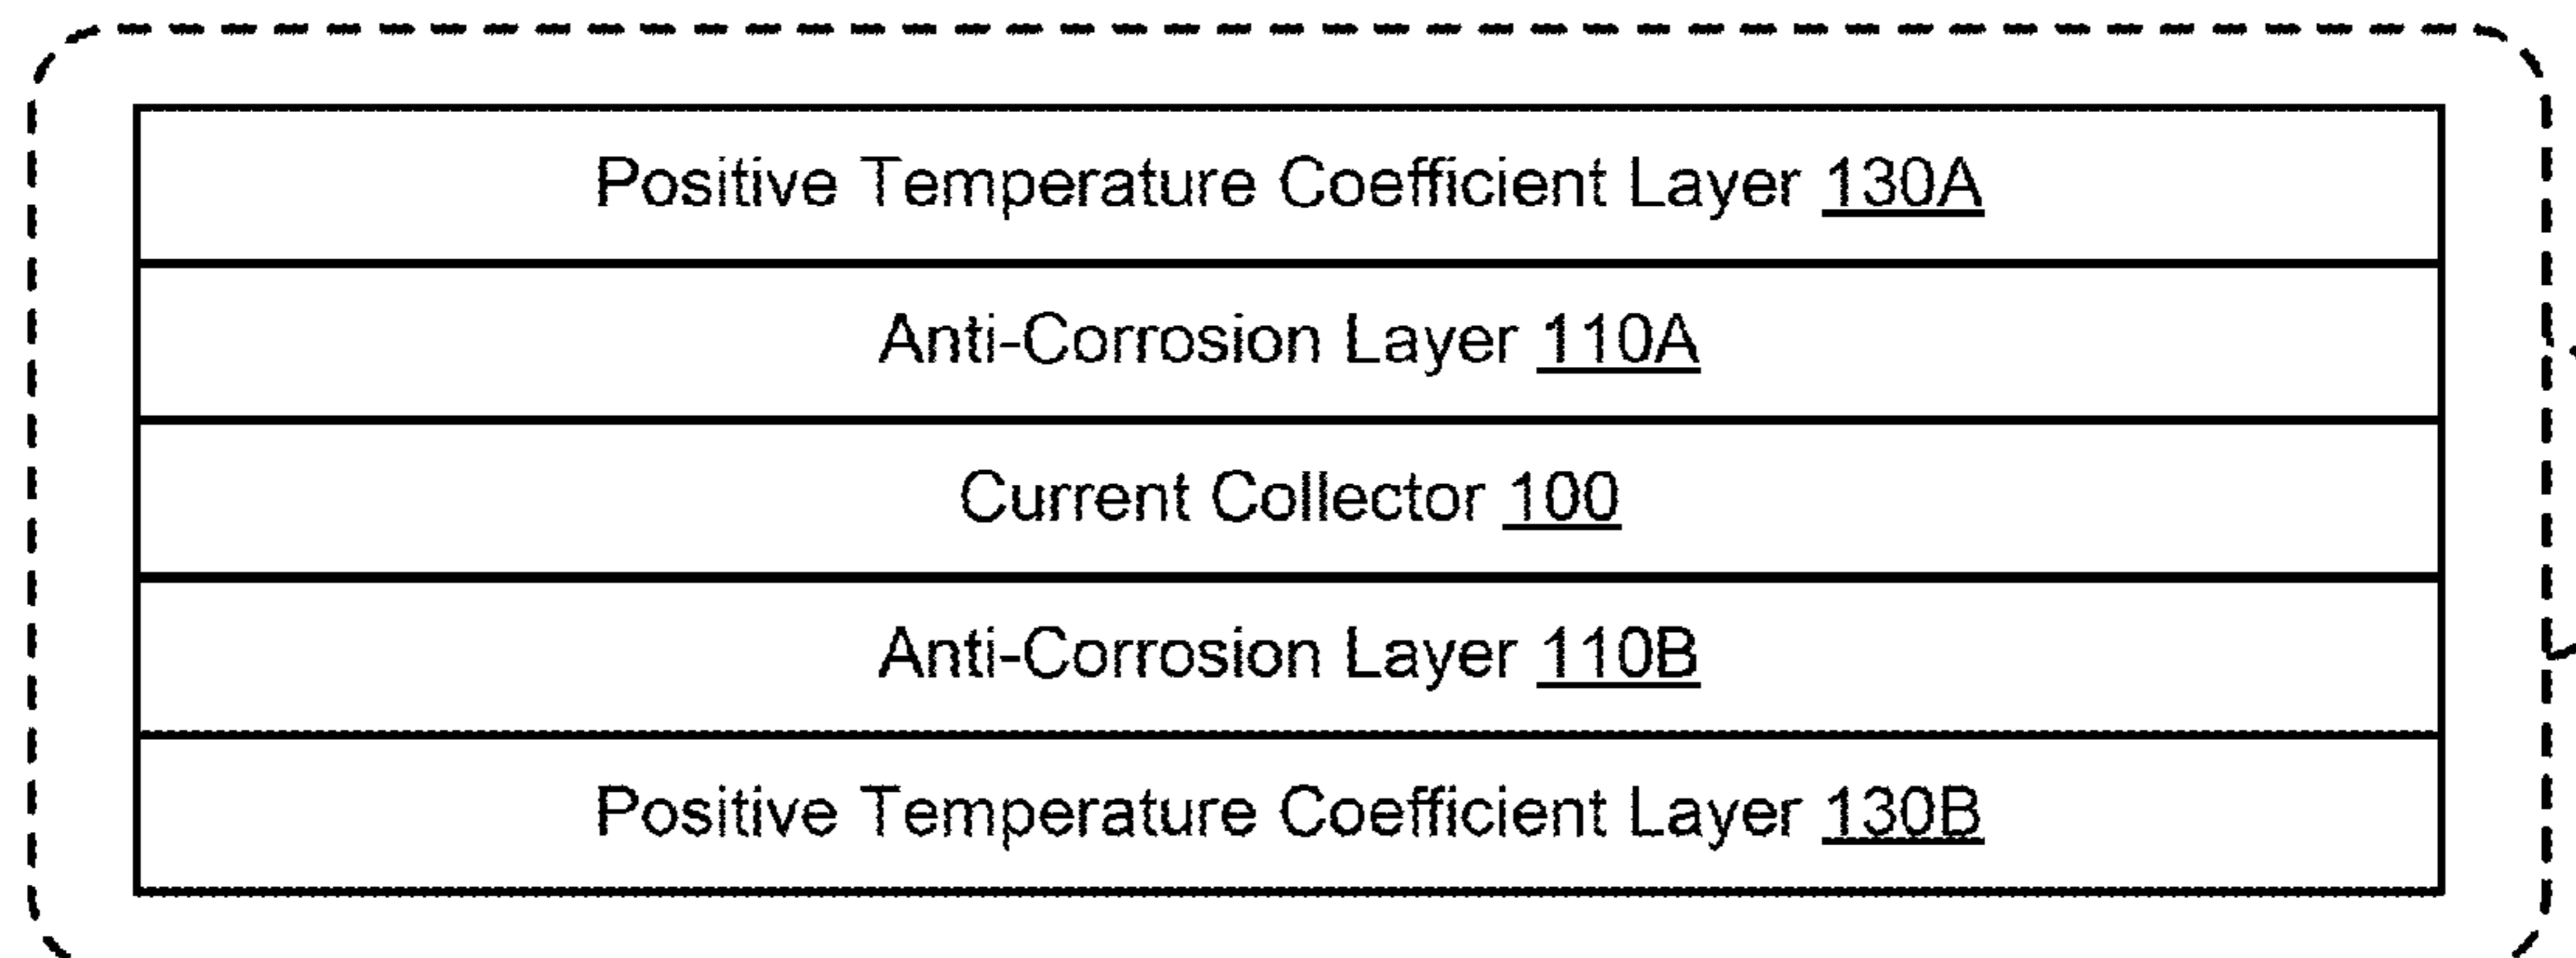 Positive Temperature Coefficient Layer 130A
Anti-Corrosion Layer 110A
Current Collector 100
Anti-Corrosion Layer 110B
Positive Temperature Coefficient Layer 130B